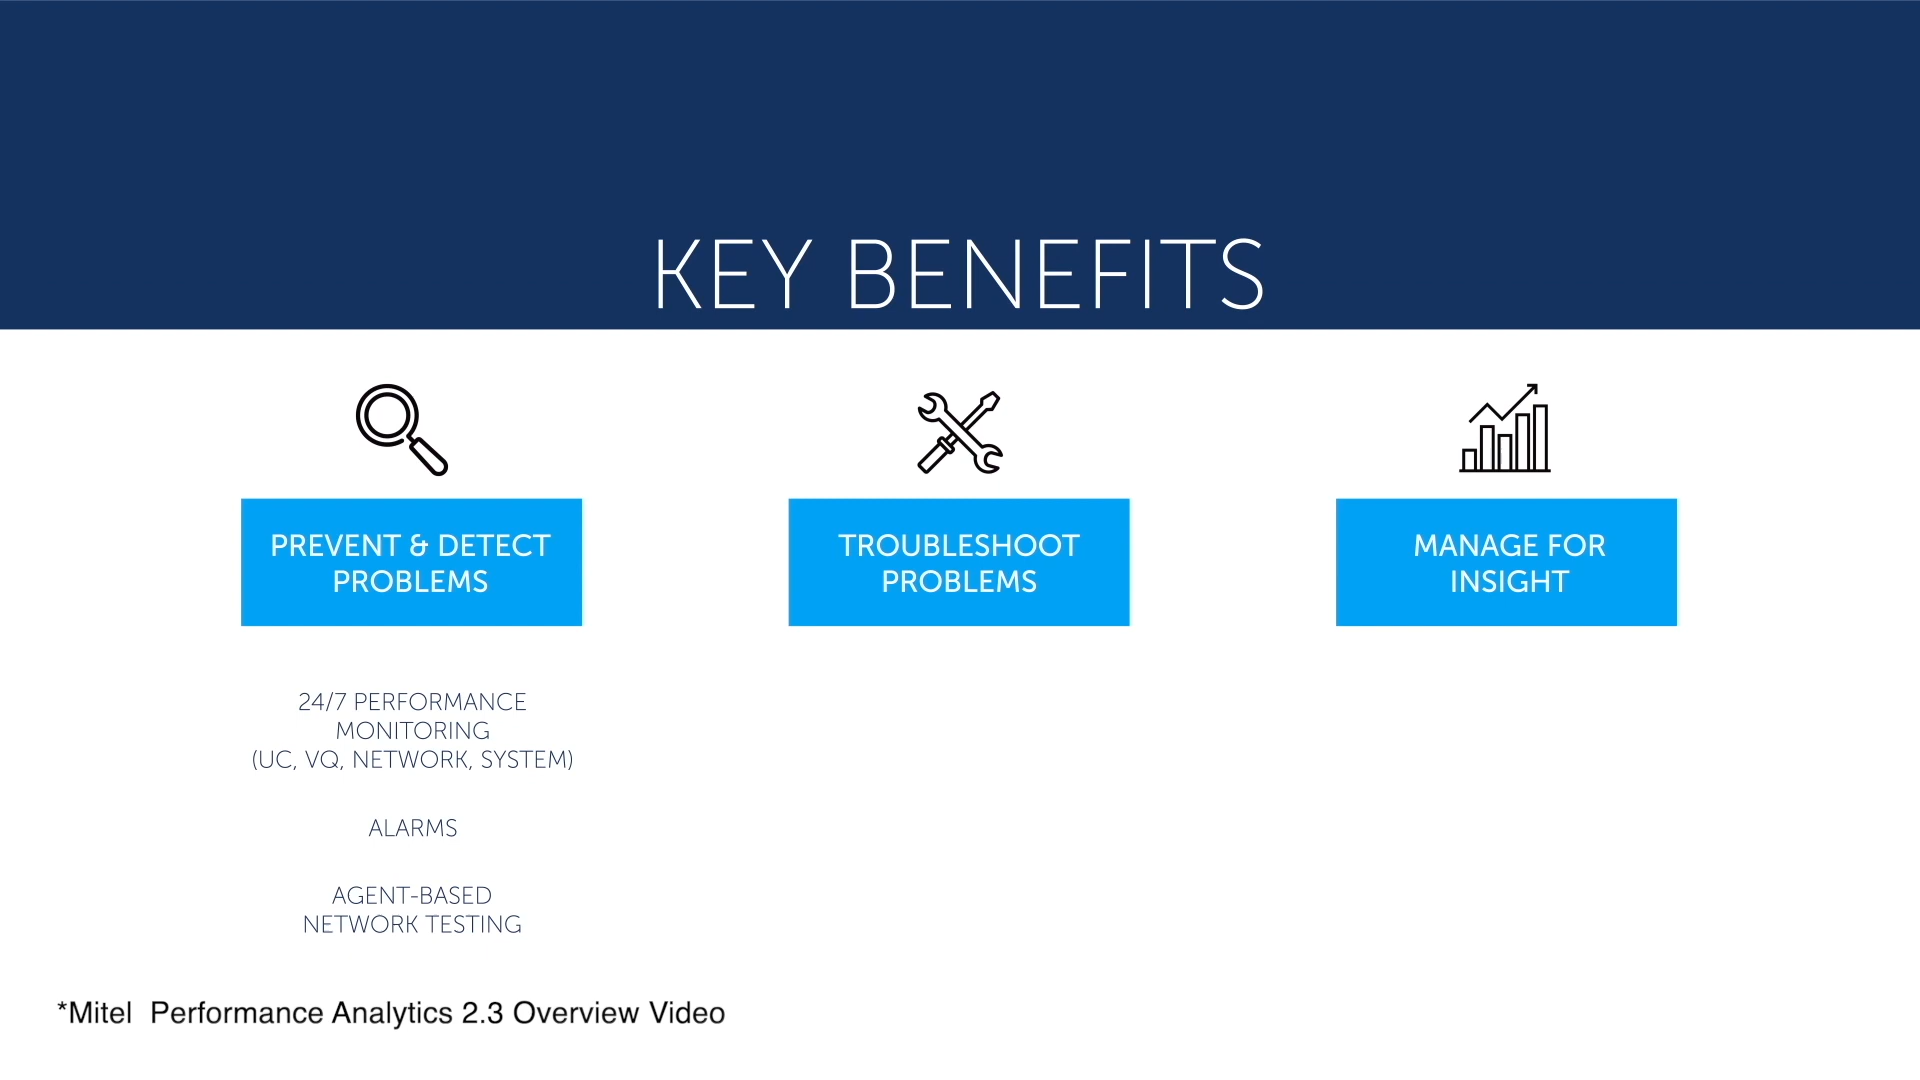 KEY BENEFITS
PREVENT & DETECT
PROBLEMS
24/7 PERFORMANCE
MONITORING
(UC, VQ, NETWORK, SYSTEM)
ALARMS
AGENT-BASED
NETWORK TESTING
TROUBLESHOOT
PROBLEMS
MANAGE FOR
INSIGHT
*Mitel  Performance Analytics 2.3 Overview Video